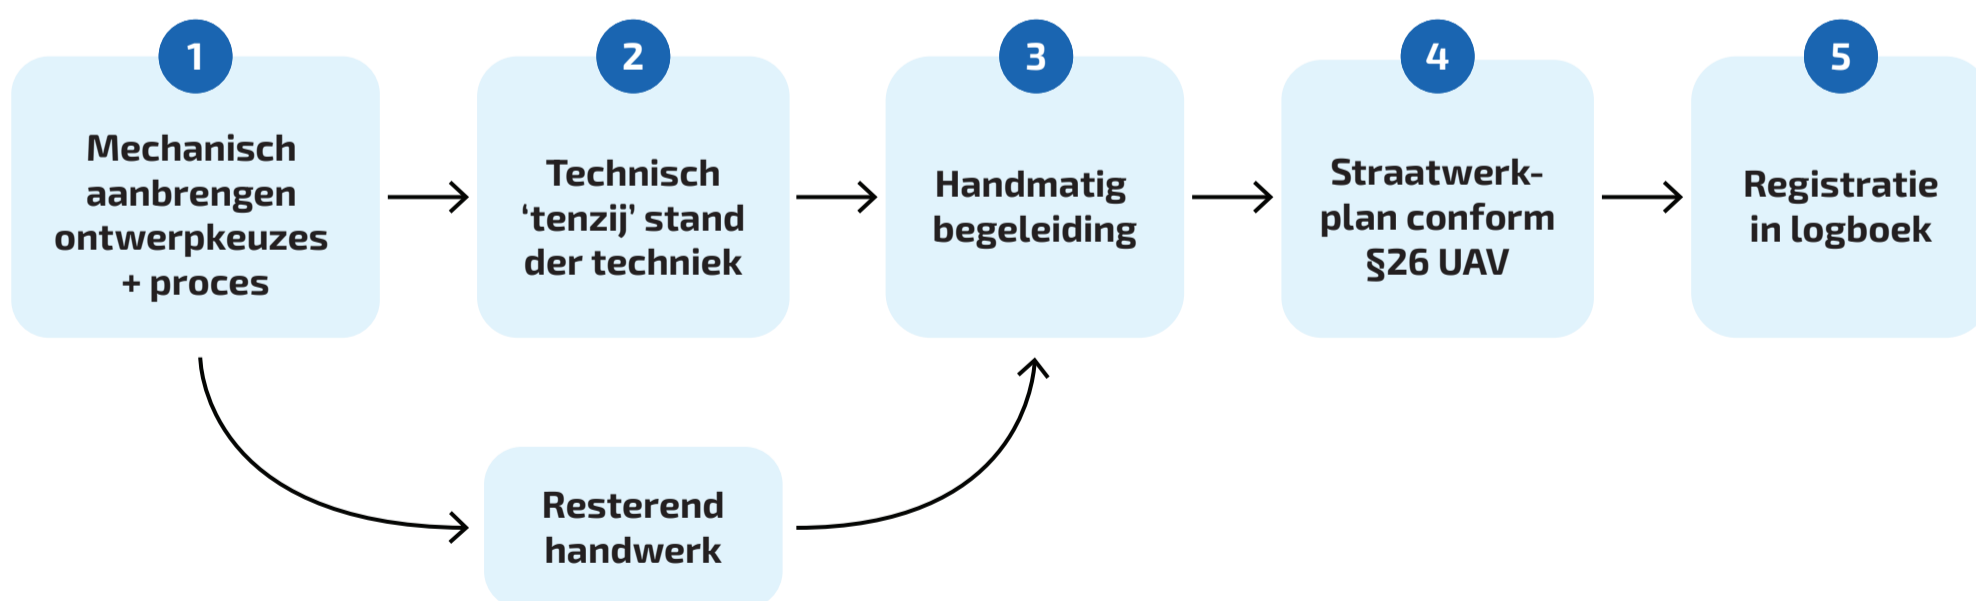 1
Mechanisch
aanbrengen
ontwerpkeuzes
+ proces
2
Technisch
‘tenzij’ stand
der techniek
3
Handmatig
begeleiding
4
Straatwerk-
plan conform
§26 UAV
5
Registratie
in logboek
Resterend
handwerk